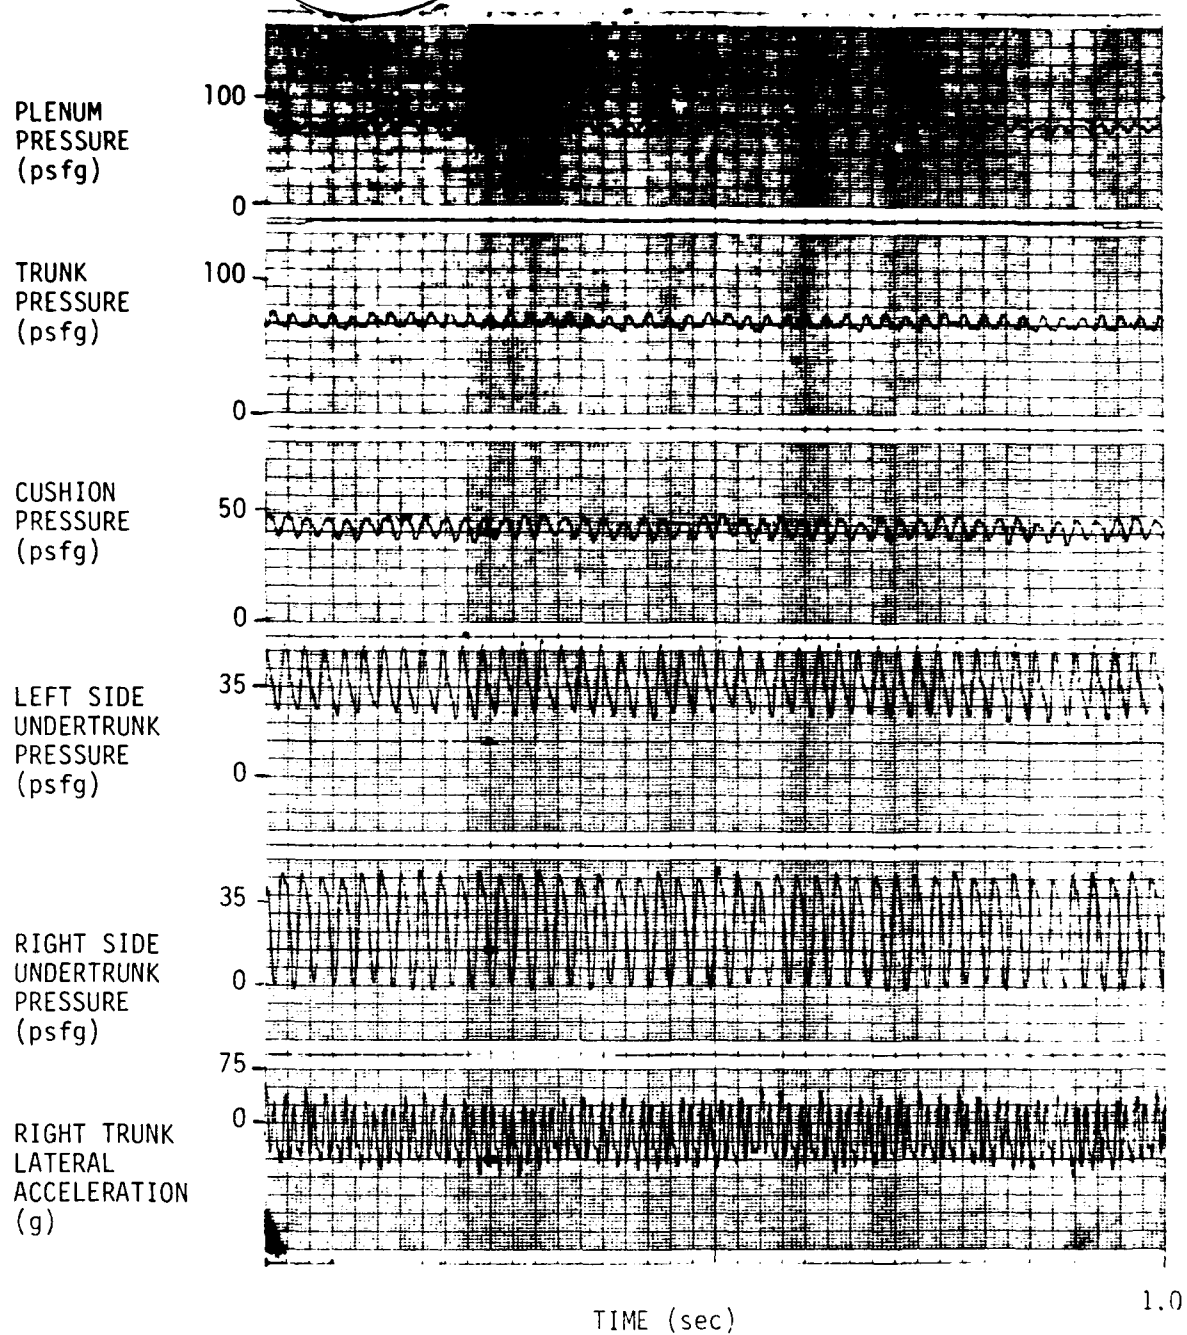 PLENUM
PRESSURE
(psfg)
100
0
TRUNK
PRESSURE
(psfg)
100
0
CUSHION
PRESSURE
(psfg)
50
0
LEFT SIDE
UNDERTRUNK
PRESSURE
(psfg)
35
0
RIGHT SIDE
UNDERTRUNK
PRESSURE
(psfg)
35
0
RIGHT TRUNK
LATERAL
ACCELERATION
(g)
75
0
1.0
TIME (sec)